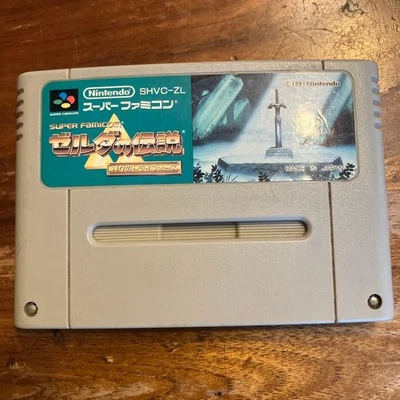 Nintendo SHVC-ZL
スーパーファミコン
SUPER FAMICOM
ゼルダの伝説
神々のトライフォース
© 1991 Nintendo
MADE IN JAPAN